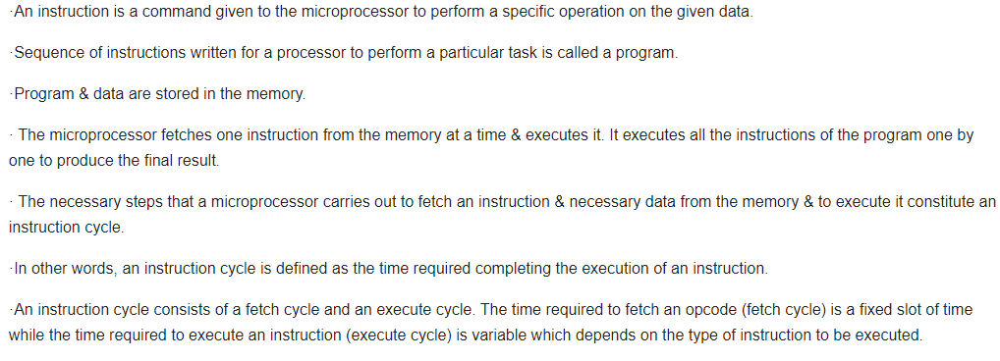 ·An instruction is a command given to the microprocessor to perform a specific operation on the given data.
·Sequence of instructions written for a processor to perform a particular task is called a program.
·Program & data are stored in the memory.
· The microprocessor fetches one instruction from the memory at a time & executes it. It executes all the instructions of the program one by
one to produce the final result.
· The necessary steps that a microprocessor carries out to fetch an instruction & necessary data from the memory & to execute it constitute an
instruction cycle.
·In other words, an instruction cycle is defined as the time required completing the execution of an instruction.
·An instruction cycle consists of a fetch cycle and an execute cycle. The time required to fetch an opcode (fetch cycle) is a fixed slot of time
while the time required to execute an instruction (execute cycle) is variable which depends on the type of instruction to be executed.